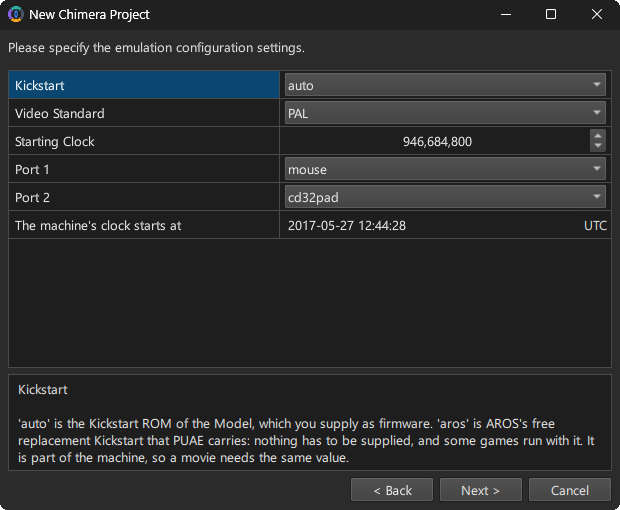 New Chimera Project
Please specify the emulation configuration settings.
Kickstart auto
Video Standard PAL
Starting Clock 946,684,800
Port 1 mouse
Port 2 cd32pad
The machine's clock starts at 2017-05-27 12:44:28 UTC
Kickstart
'auto' is the Kickstart ROM of the Model, which you supply as firmware. 'aros' is AROS's free
replacement Kickstart that PUAE carries: nothing has to be supplied, and some games run with it. It
is part of the machine, so a movie needs the same value.
< Back Next > Cancel